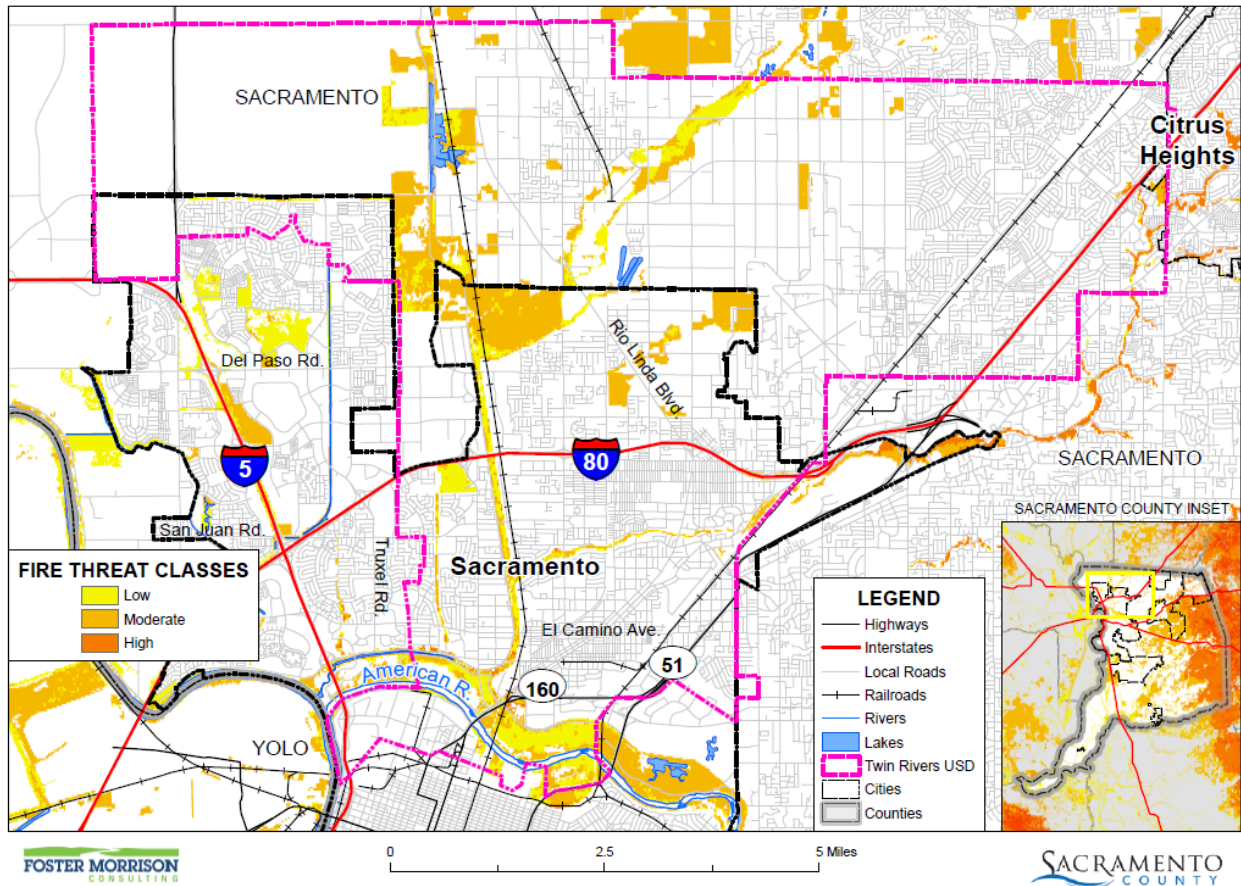 SACRAMENTO
Citrus
Heights
Del Paso Rd.
Rio Linda Blvd.
5
80
SACRAMENTO
San Juan Rd.
Truxel Rd.
Sacramento
El Camino Ave.
American R.
51
160
YOLO
FIRE THREAT CLASSES
Low
Moderate
High
LEGEND
Highways
Interstates
Local Roads
Railroads
Rivers
Lakes
Twin Rivers USD
Cities
Counties
SACRAMENTO COUNTY INSET
FOSTER MORRISON
CONSULTING
0 2.5 5 Miles
SACRAMENTO
COUNTY